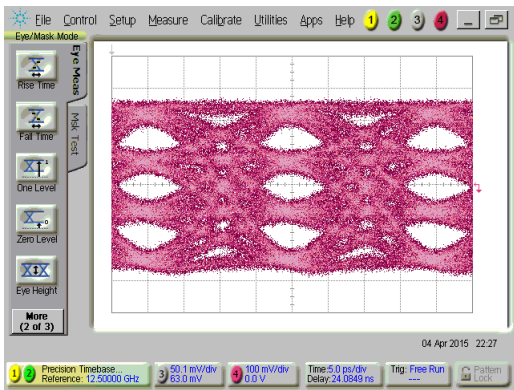 File Control Setup Measure Calibrate Utilities Apps Help 1 2 3 4
Eye/Mask Mode
Eye Meas
Msk Test
Rise Time
Fall Time
One Level
Zero Level
Eye Height
More
(2 of 3)
04 Apr 2015 22:27
1 2 Precision Timebase...
Reference: 12.50000 GHz
3 50.1 mV/div
63.0 mV
4 100 mV/div
0.0 V
Time:5.0 ps/div
Delay:24.0849 ns
Trig: Free Run
---
Pattern
Lock